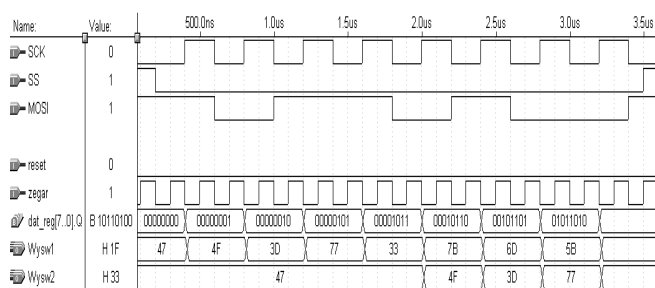 Name: Value: 500.0ns 1.0us 1.5us 2.0us 2.5us 3.0us 3.5us
SCK 0
SS 1
MOSI 1
reset 0
zegar 1
dat_reg[7..0].Q B 10110100 00000000 00000001 00000010 00000101 00001011 00010110 00101101 01011010
Wysw1 H 1F 47 4F 3D 77 33 7B 6D 5B
Wysw2 H 33 47 4F 3D 77